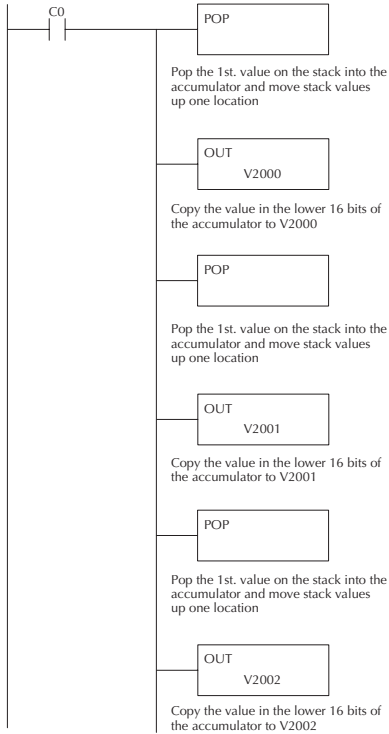 C0
POP
Pop the 1st. value on the stack into the
accumulator and move stack values
up one location
OUT
V2000
Copy the value in the lower 16 bits of
the accumulator to V2000
POP
Pop the 1st. value on the stack into the
accumulator and move stack values
up one location
OUT
V2001
Copy the value in the lower 16 bits of
the accumulator to V2001
POP
Pop the 1st. value on the stack into the
accumulator and move stack values
up one location
OUT
V2002
Copy the value in the lower 16 bits of
the accumulator to V2002